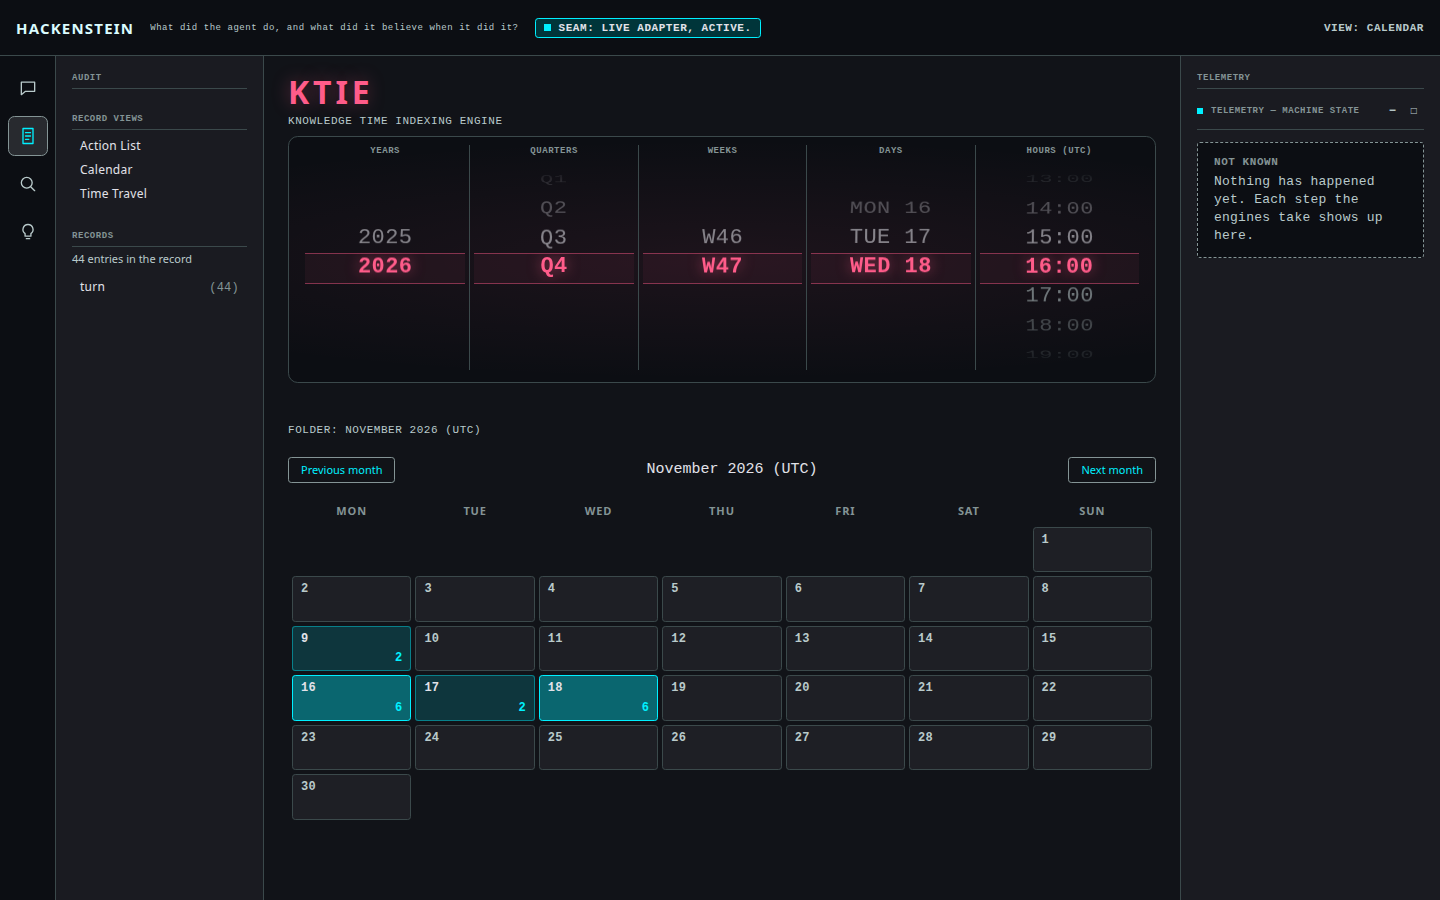 HACKENSTEIN
What did the agent do, and what did it believe when it did it?
SEAM: LIVE ADAPTER, ACTIVE.
VIEW: CALENDAR
AUDIT
RECORD VIEWS
Action List
Calendar
Time Travel
RECORDS
44 entries in the record
turn (44)
KTIE
KNOWLEDGE TIME INDEXING ENGINE
YEARS QUARTERS WEEKS DAYS HOURS (UTC)
Q1 13:00
Q2 MON 16 14:00
2025 Q3 W46 TUE 17 15:00
2026 Q4 W47 WED 18 16:00
17:00
18:00
19:00
FOLDER: NOVEMBER 2026 (UTC)
Previous month November 2026 (UTC) Next month
MON TUE WED THU FRI SAT SUN
1
2 3 4 5 6 7 8
9 10 11 12 13 14 15
2
16 17 18 19 20 21 22
6 2 6
23 24 25 26 27 28 29
30
TELEMETRY
TELEMETRY — MACHINE STATE
NOT KNOWN
Nothing has happened
yet. Each step the
engines take shows up
here.